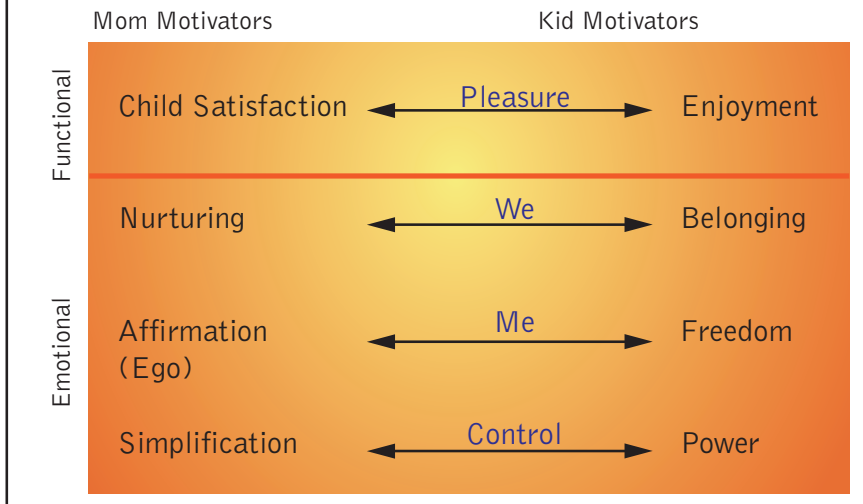 Mom Motivators Kid Motivators
Functional
Child Satisfaction Pleasure Enjoyment
Emotional
Nurturing We Belonging
Affirmation Me Freedom
(Ego)
Simplification Control Power